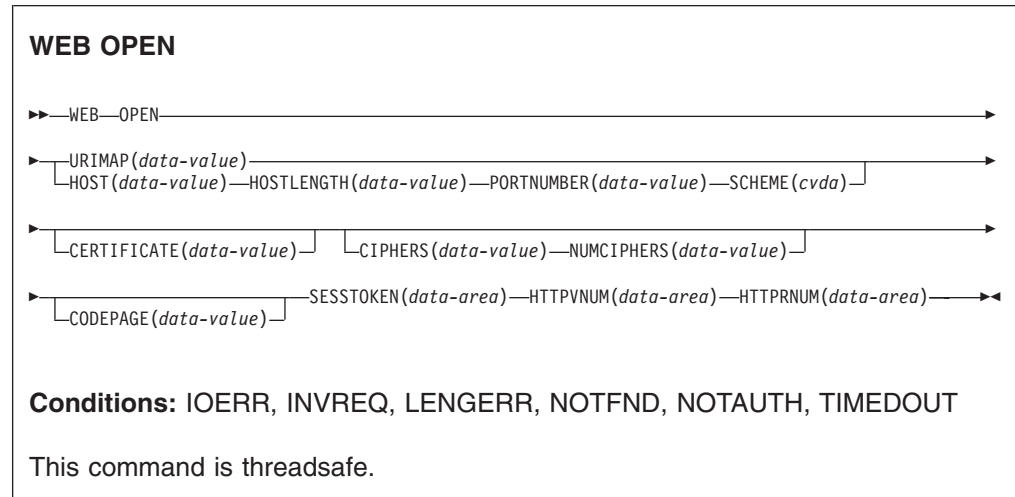 WEB OPEN
WEB OPEN
URIMAP(data-value)
HOST(data-value) HOSTLENGTH(data-value) PORTNUMBER(data-value) SCHEME(cvda)
CERTIFICATE(data-value) CIPHERS(data-value) NUMCIPHERS(data-value)
SESSTOKEN(data-area) HTTPVNUM(data-area) HTTPRNUM(data-area)
CODEPAGE(data-value)
Conditions: IOERR, INVREQ, LENGERR, NOTFND, NOTAUTH, TIMEDOUT
This command is threadsafe.